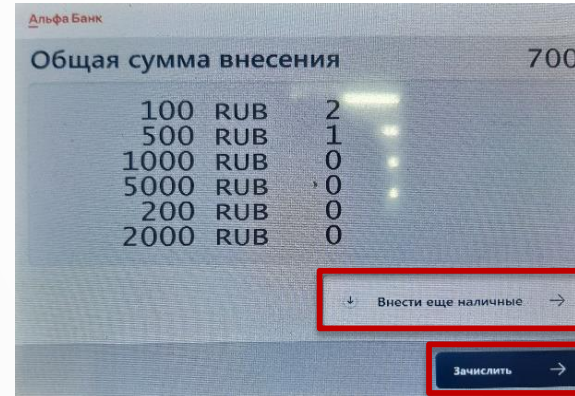 Альфа Банк
Общая сумма внесения 700
100 RUB 2
500 RUB 1
1000 RUB 0
5000 RUB 0
200 RUB 0
2000 RUB 0
Внести еще наличные
Зачислить